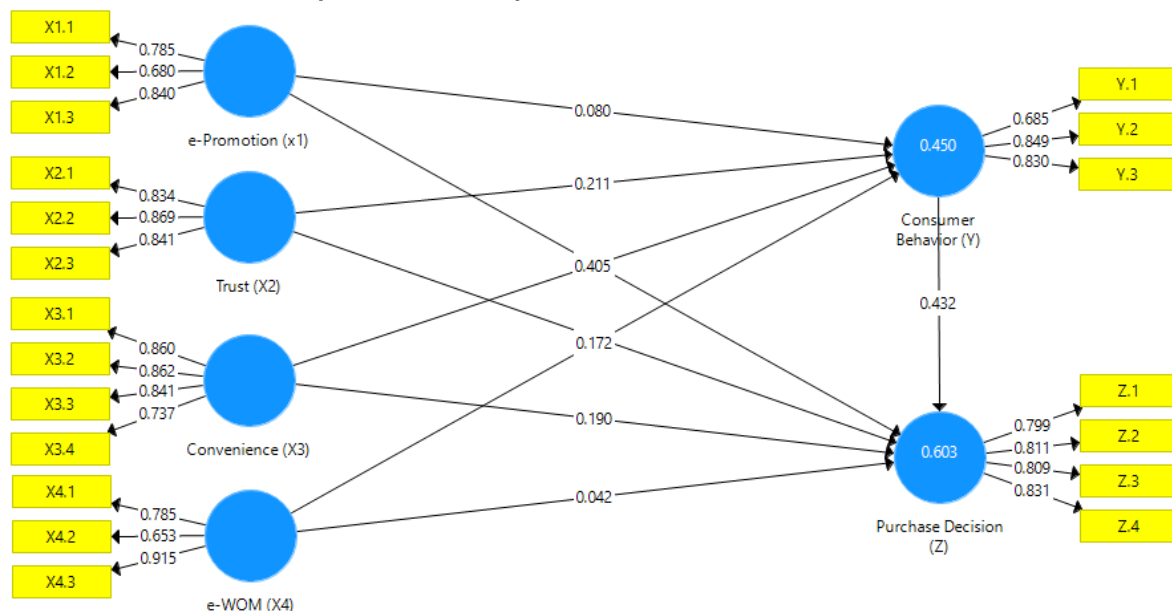 X1.1
X1.2
X1.3
0.785
0.680
0.840
e-Promotion (x1)
X2.1
X2.2
X2.3
0.834
0.869
0.841
Trust (X2)
X3.1
X3.2
X3.3
X3.4
0.860
0.862
0.841
0.737
Convenience (X3)
X4.1
X4.2
X4.3
0.785
0.653
0.915
e-WOM (X4)
0.080
0.211
0.405
0.172
0.190
0.042
0.450
Consumer
Behavior (Y)
0.685
0.849
0.830
Y.1
Y.2
Y.3
0.432
0.603
Purchase Decision
(Z)
0.799
0.811
0.809
0.831
Z.1
Z.2
Z.3
Z.4